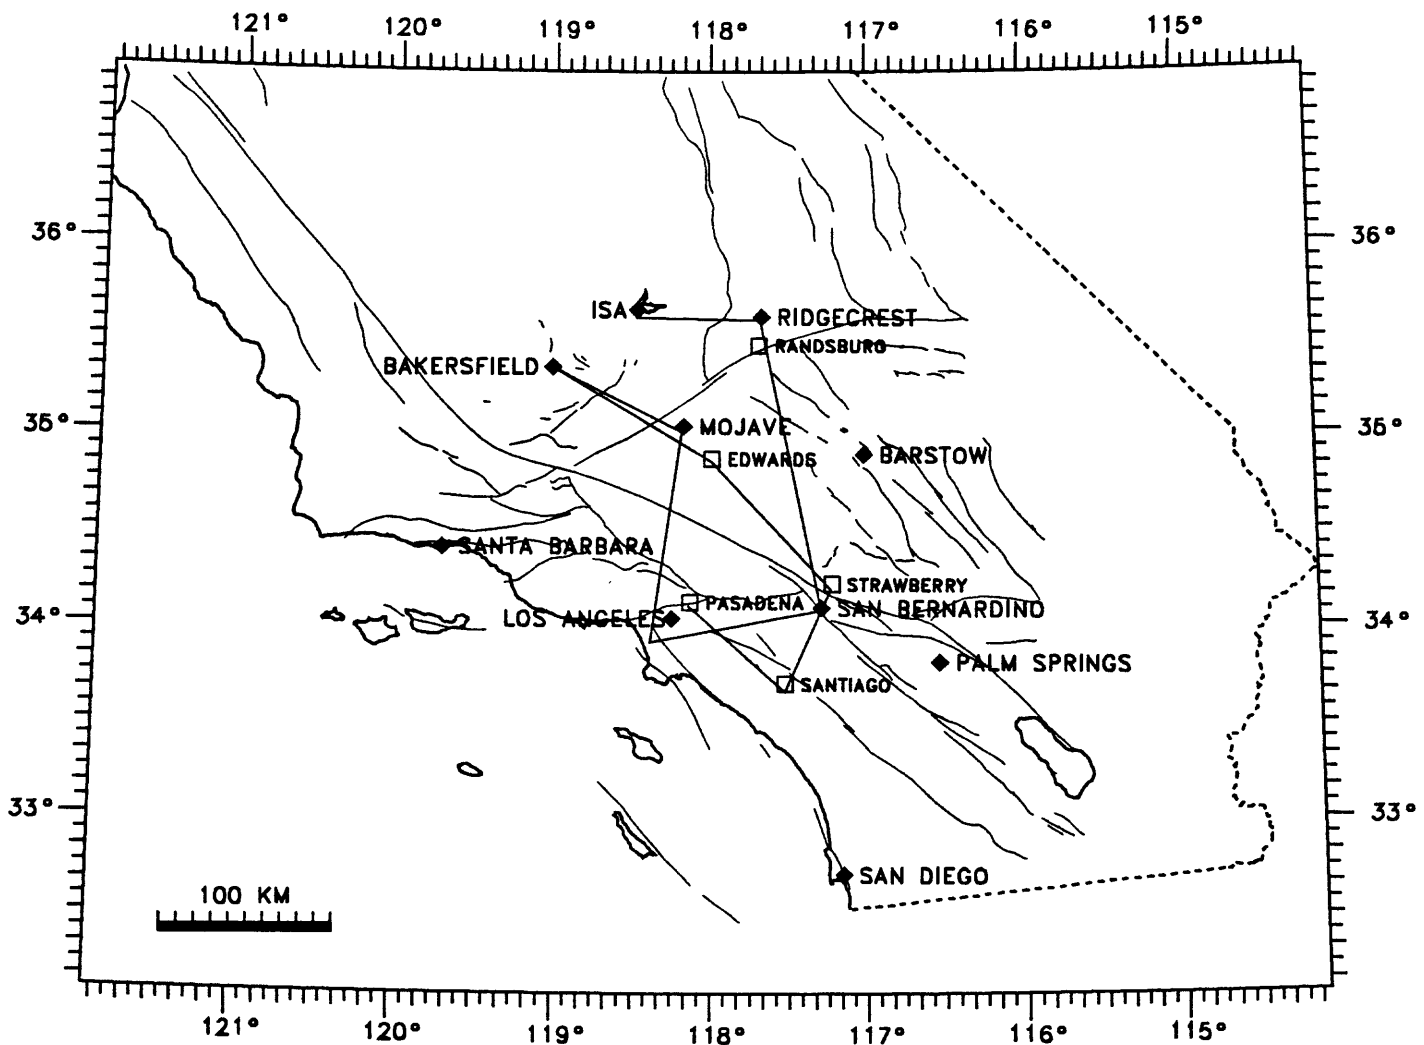 121° 120° 119° 118° 117° 116° 115°
36° 36°
ISA RIDGECREST
RANDSBURG
BAKERSFIELD
35° MOJAVE 35°
EDWARDS BARSTOW
SANTA BARBARA
STRAWBERRY
PASADENA SAN BERNARDINO
34° LOS ANGELES 34°
PALM SPRINGS
SANTIAGO
33° 33°
SAN DIEGO
100 KM
121° 120° 119° 118° 117° 116° 115°